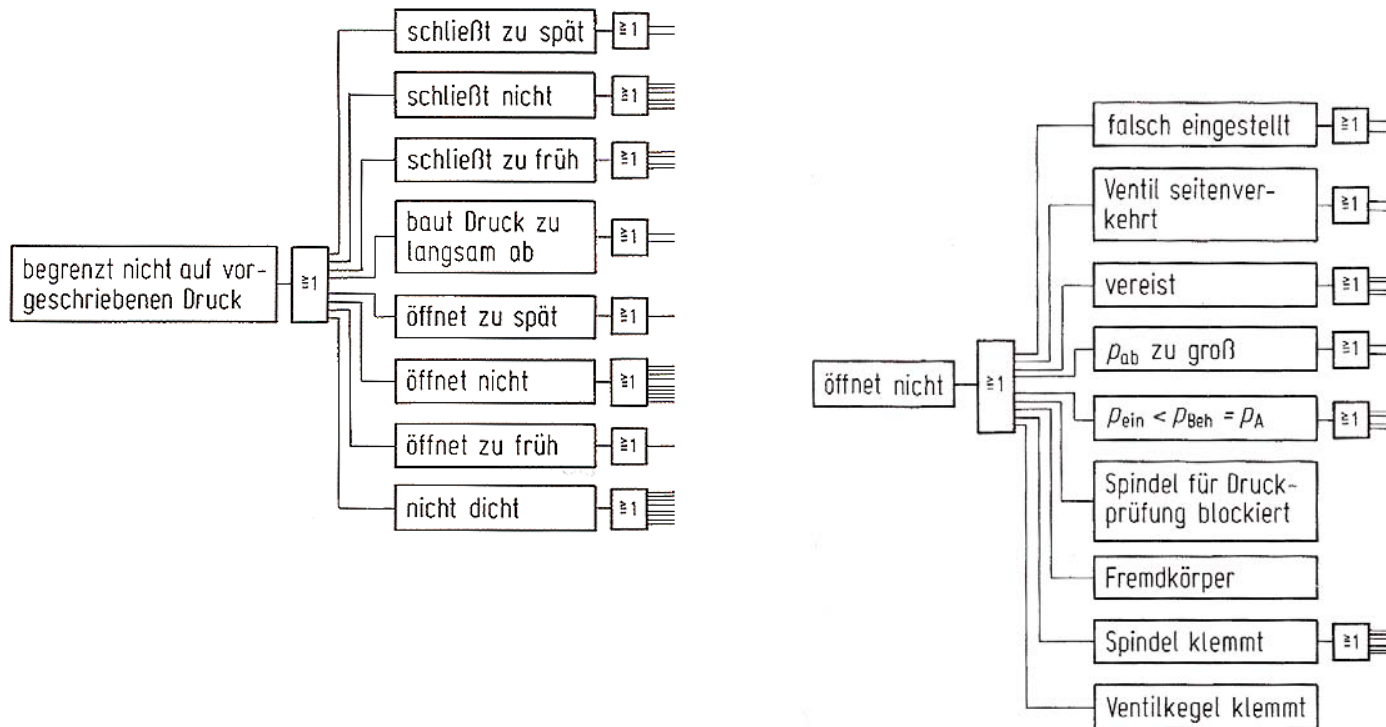 begrenzt nicht auf vor-
geschriebenen Druck
≧1
schließt zu spät
≧1
schließt nicht
≧1
schließt zu früh
≧1
baut Druck zu
langsam ab
≧1
öffnet zu spät
≧1
öffnet nicht
≧1
öffnet zu früh
≧1
nicht dicht
≧1
öffnet nicht
≧1
falsch eingestellt
≧1
Ventil seitenver-
kehrt
≧1
vereist
≧1
p_ab zu groß
≧1
p_ein < p_Beh = p_A
≧1
Spindel für Druck-
prüfung blockiert
Fremdkörper
Spindel klemmt
≧1
Ventilkegel klemmt